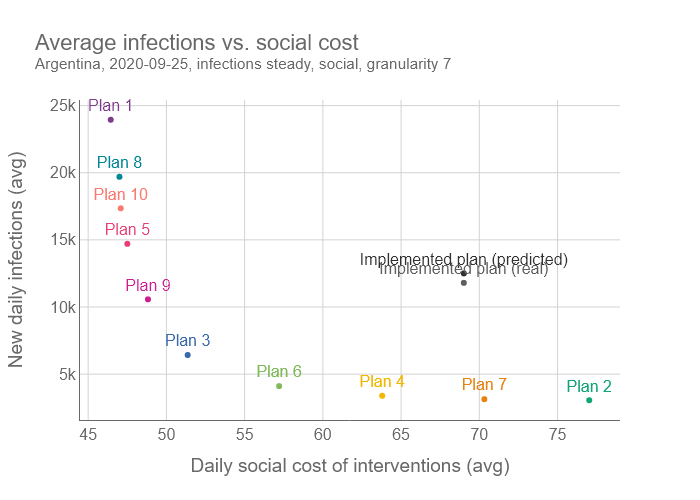 Average infections vs. social cost
Argentina, 2020-09-25, infections steady, social, granularity 7
25k
Plan 1
Plan 8
20k
Plan 10
Plan 5
15k
Implemented plan (predicted)
Implemented plan (real)
Plan 9
10k
Plan 3
Plan 6
5k
Plan 4
Plan 7
Plan 2
45
50
55
60
65
70
75
Daily social cost of interventions (avg)
New daily infections (avg)